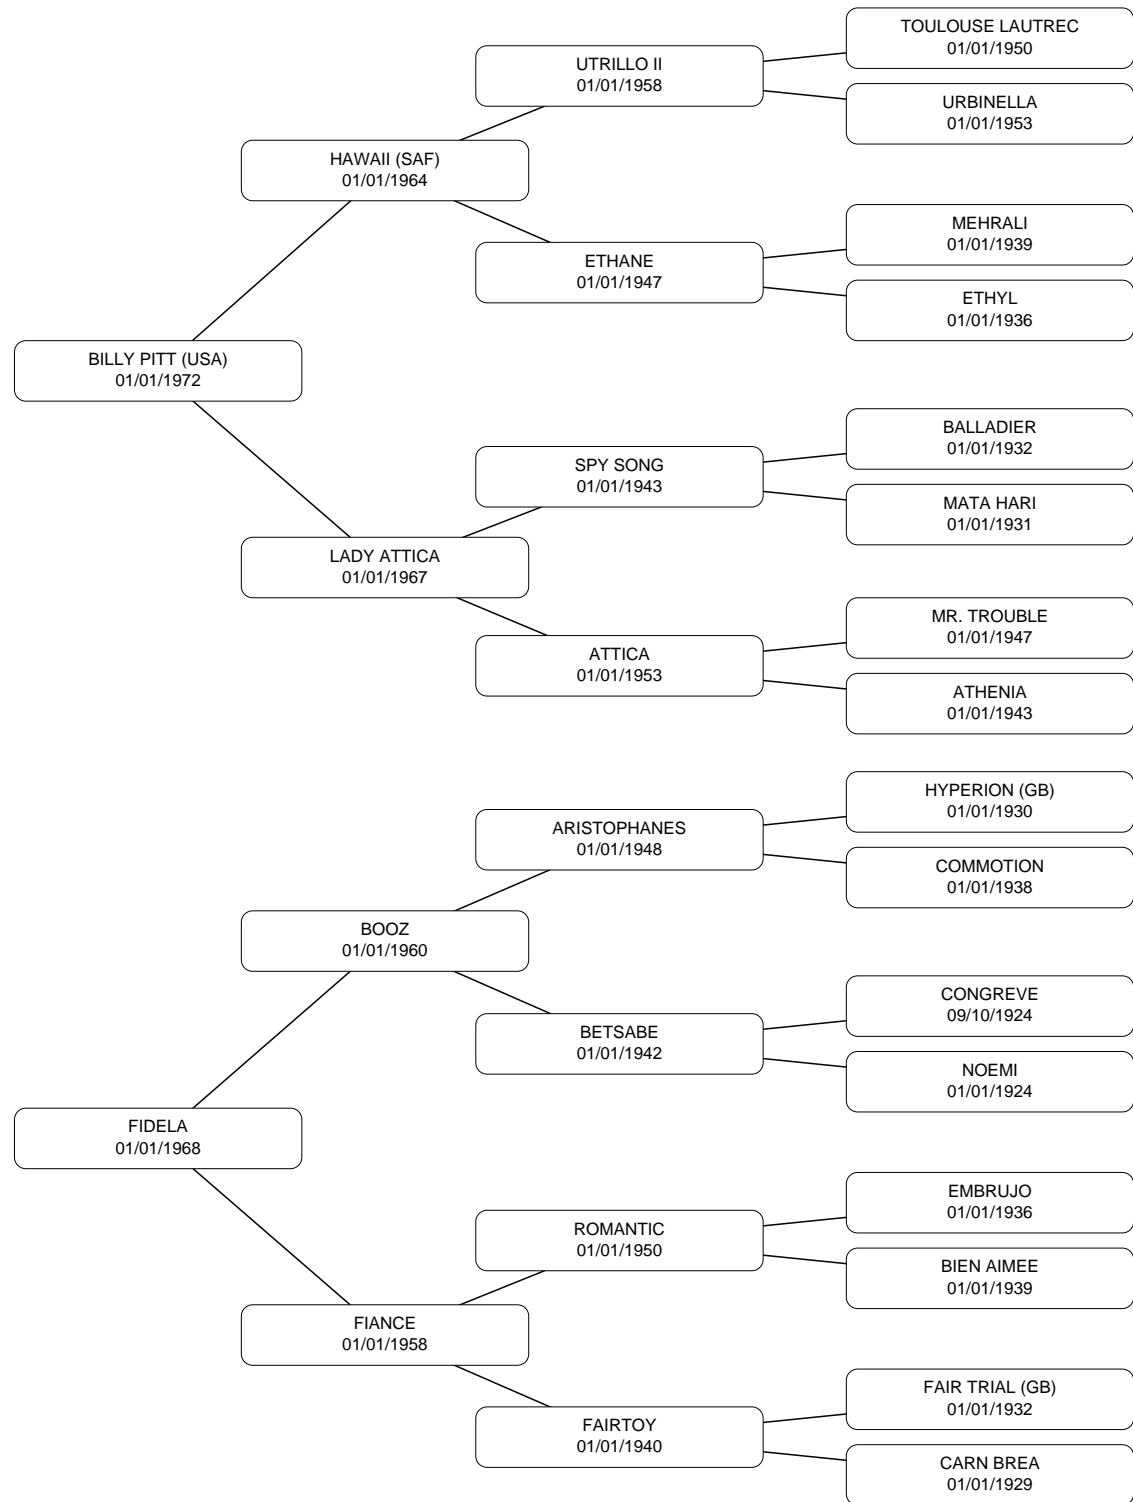 TOULOUSE LAUTREC
01/01/1950
UTRILLO II
01/01/1958
URBINELLA
01/01/1953
HAWAII (SAF)
01/01/1964
MEHRALI
01/01/1939
ETHANE
01/01/1947
ETHYL
01/01/1936
BILLY PITT (USA)
01/01/1972
BALLADIER
01/01/1932
SPY SONG
01/01/1943
MATA HARI
01/01/1931
LADY ATTICA
01/01/1967
MR. TROUBLE
01/01/1947
ATTICA
01/01/1953
ATHENIA
01/01/1943
HYPERION (GB)
01/01/1930
ARISTOPHANES
01/01/1948
COMMOTION
01/01/1938
BOOZ
01/01/1960
CONGREVE
09/10/1924
BETSABE
01/01/1942
NOEMI
01/01/1924
FIDELA
01/01/1968
EMBRUJO
01/01/1936
ROMANTIC
01/01/1950
BIEN AIMEE
01/01/1939
FIANCE
01/01/1958
FAIR TRIAL (GB)
01/01/1932
FAIRTOY
01/01/1940
CARN BREA
01/01/1929